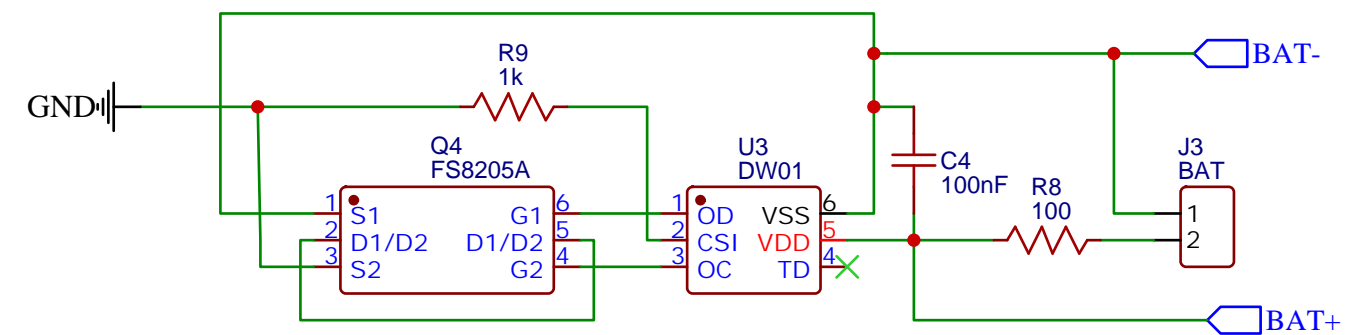 BAT-
R9
1k
GND
Q4
FS8205A
U3
DW01
C4
100nF
J3
BAT
R8
100
1 S1 G1 6
2 D1/D2 D1/D2 5
3 S2 G2 4
1 OD VSS 6
2 CSI VDD 5
3 OC TD 4
1
2
BAT+